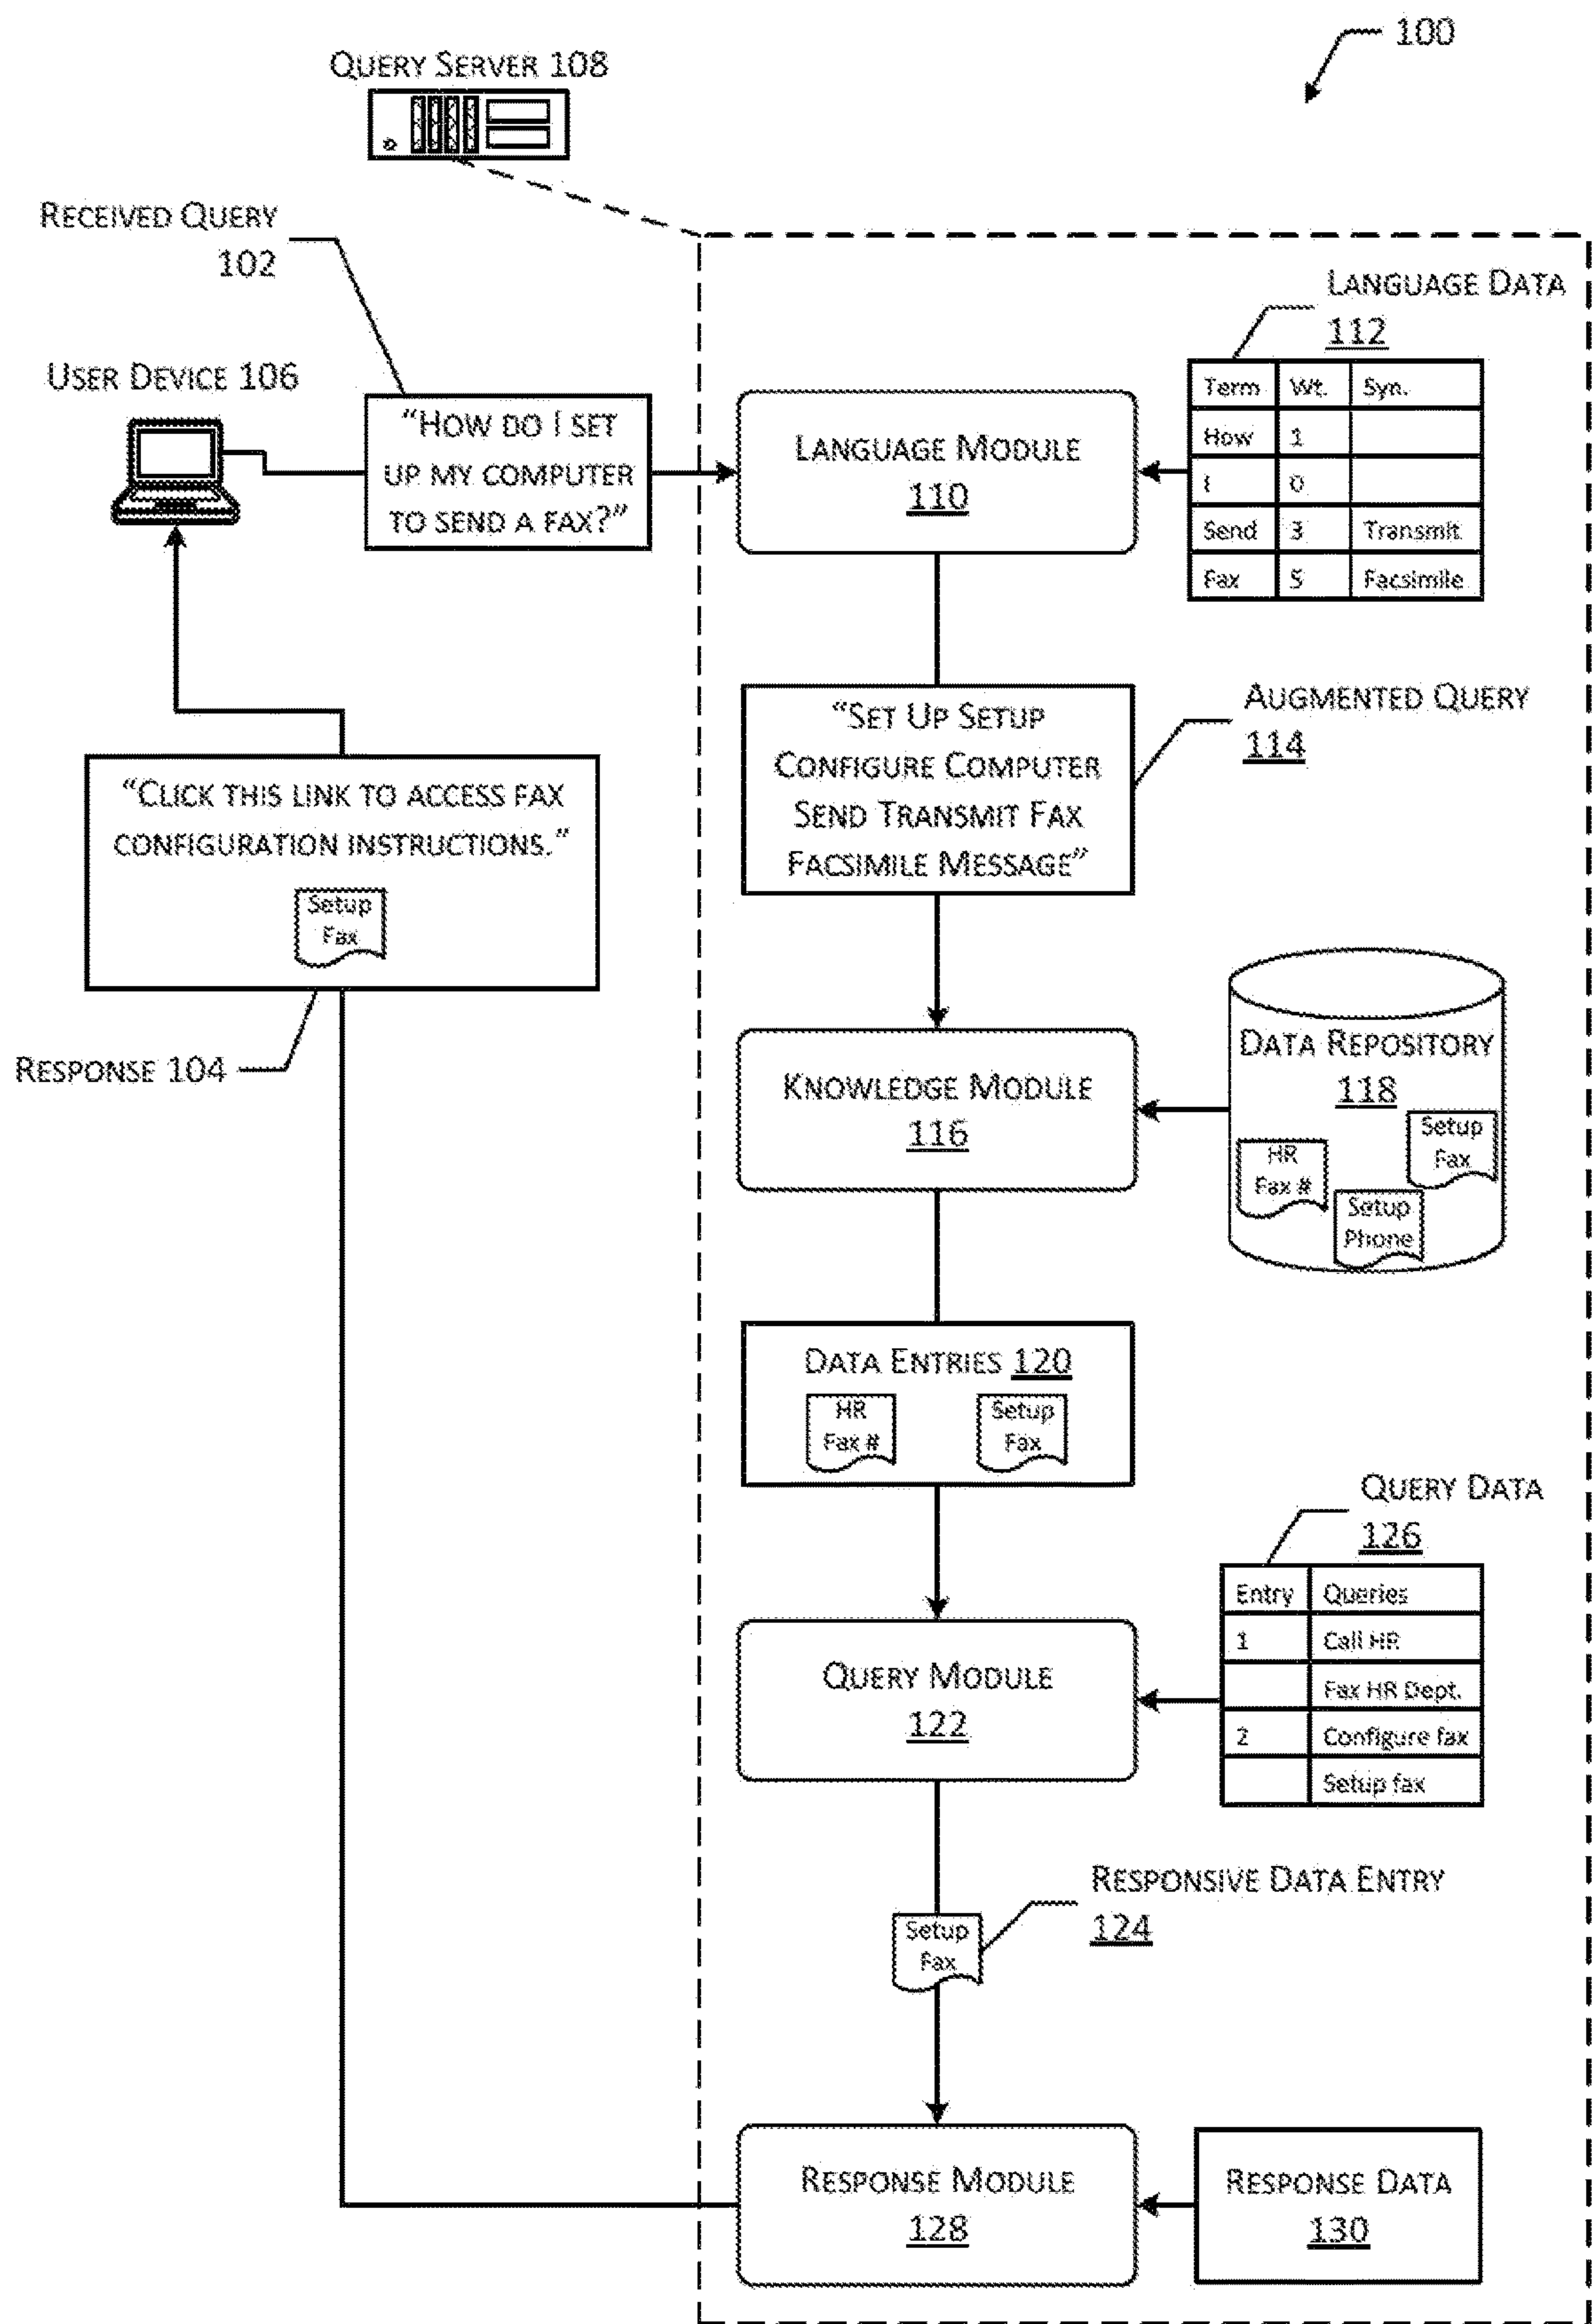 100
QUERY SERVER 108
RECEIVED QUERY
102
LANGUAGE DATA
112
USER DEVICE 106
"HOW DO I SET
UP MY COMPUTER
TO SEND A FAX?"
LANGUAGE MODULE
110
Term Wt. Syn.
How 1
I 0
Send 3 Transmit
Fax 5 Facsimile
"SET UP SETUP
CONFIGURE COMPUTER
SEND TRANSMIT FAX
FACSIMILE MESSAGE"
AUGMENTED QUERY
114
"CLICK THIS LINK TO ACCESS FAX
CONFIGURATION INSTRUCTIONS."
Setup
Fax
RESPONSE 104
KNOWLEDGE MODULE
116
DATA REPOSITORY
118
HR
Fax #
Setup
Phone
Setup
Fax
DATA ENTRIES 120
HR
Fax #
Setup
Fax
QUERY DATA
126
QUERY MODULE
122
Entry Queries
1 Call HR
Fax HR Dept.
2 Configure fax
Setup fax
RESPONSIVE DATA ENTRY
124
Setup
Fax
RESPONSE MODULE
128
RESPONSE DATA
130